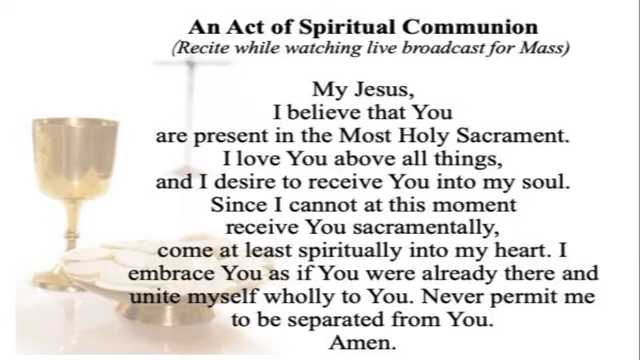 An Act of Spiritual Communion
(Recite while watching live broadcast for Mass)
My Jesus,
I believe that You
are present in the Most Holy Sacrament.
I love You above all things,
and I desire to receive You into my soul.
Since I cannot at this moment
receive You sacramentally,
come at least spiritually into my heart. I
embrace You as if You were already there and
unite myself wholly to You. Never permit me
to be separated from You.
Amen.